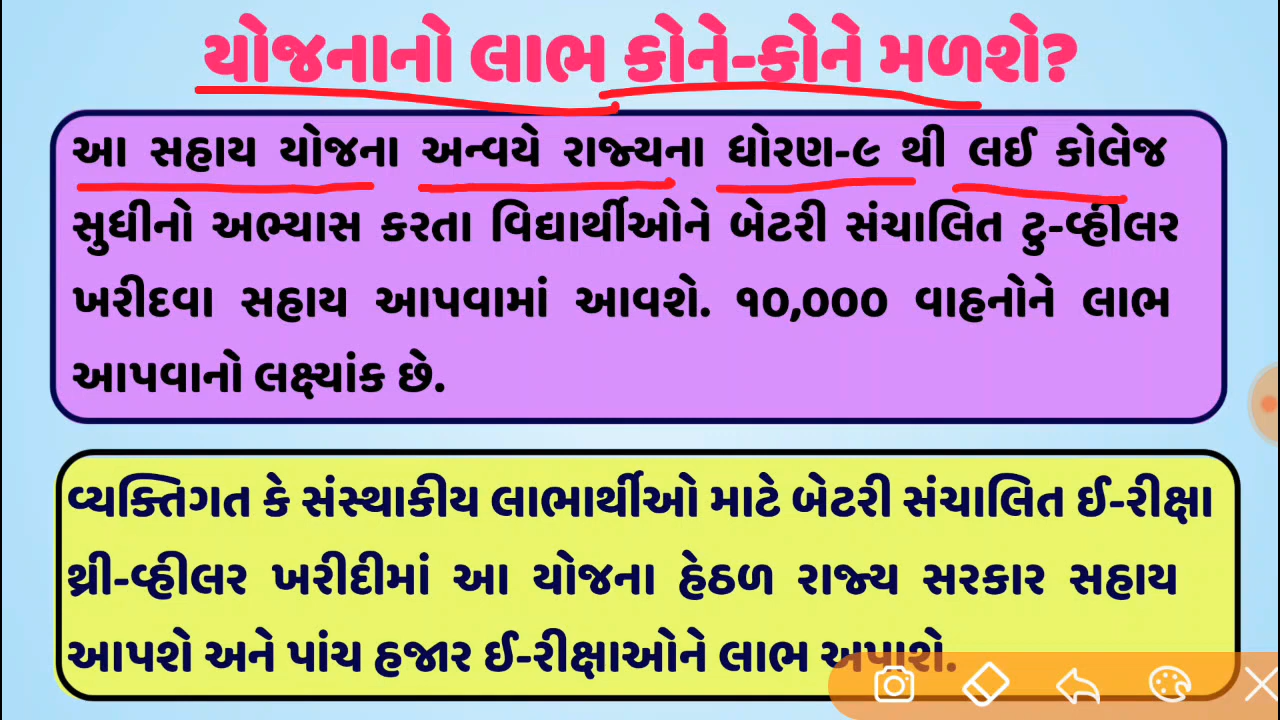 યોજનાનો લાભ કોને-કોને મળશે?
આ સહાય યોજના અન્વયે રાજ્યના ધોરણ-૯ થી લઈ કોલેજ
સુધીનો અભ્યાસ કરતા વિદ્યાર્થીઓને બેટરી સંચાલિત ટુ-વ્હીલર
ખરીદવા સહાય આપવામાં આવશે. ૧૦,૦૦૦ વાહનોને લાભ
આપવાનો લક્ષ્યાંક છે.
વ્યક્તિગત કે સંસ્થાકીય લાભાર્થીઓ માટે બેટરી સંચાલિત ઈ-રીક્ષા
થ્રી-વ્હીલર ખરીદીમાં આ યોજના હેઠળ રાજ્ય સરકાર સહાય
આપશે અને પાંચ હજાર ઈ-રીક્ષાઓને લાભ અપાશે.